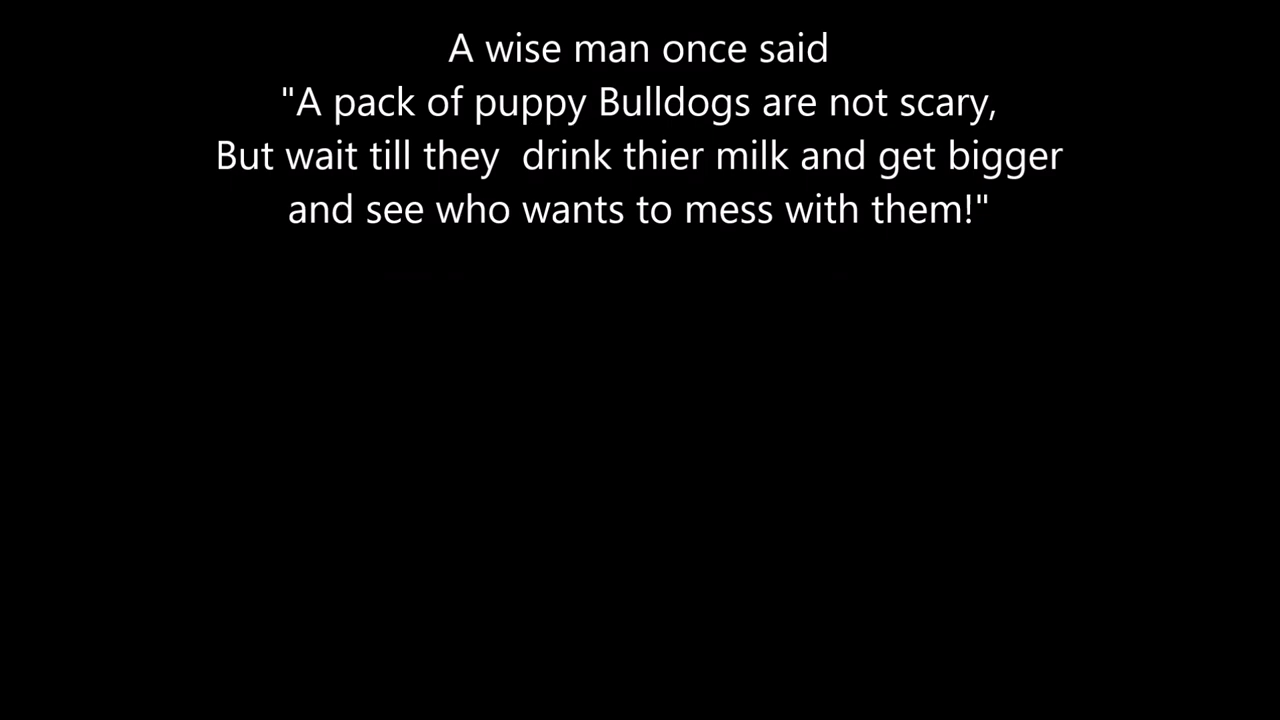 A wise man once said
"A pack of puppy Bulldogs are not scary,
But wait till they  drink thier milk and get bigger
and see who wants to mess with them!"